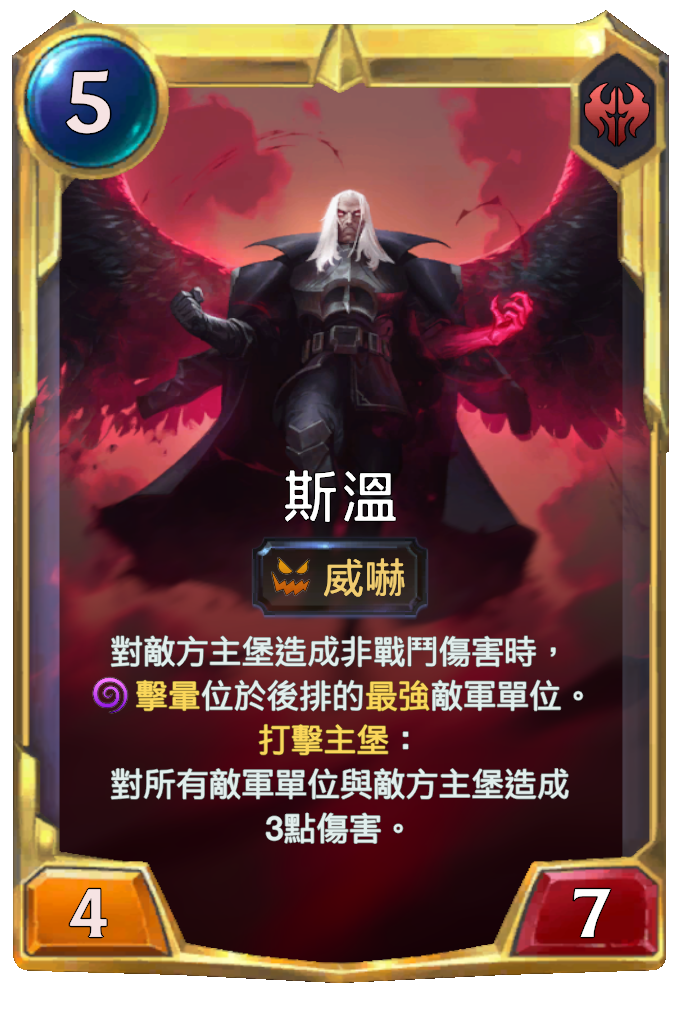 5
斯溫
威嚇
對敵方主堡造成非戰鬥傷害時，
擊暈位於後排的最強敵軍單位。
打擊主堡：
對所有敵軍單位與敵方主堡造成
3點傷害。
4
7